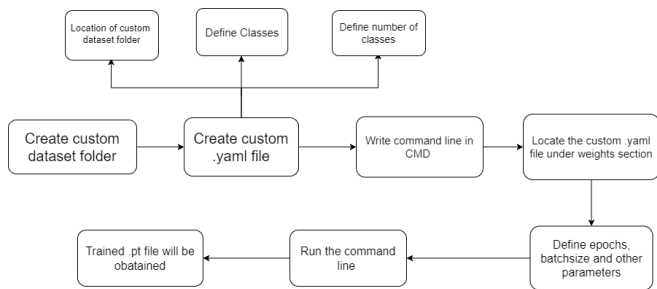 Location of custom
dataset folder
Define Classes
Define number of
classes
Create custom
dataset folder
Create custom
.yaml file
Write command line in
CMD
Locate the custom .yaml
file under weights section
Trained .pt file will be
obatained
Run the command
line
Define epochs,
batchsize and other
parameters